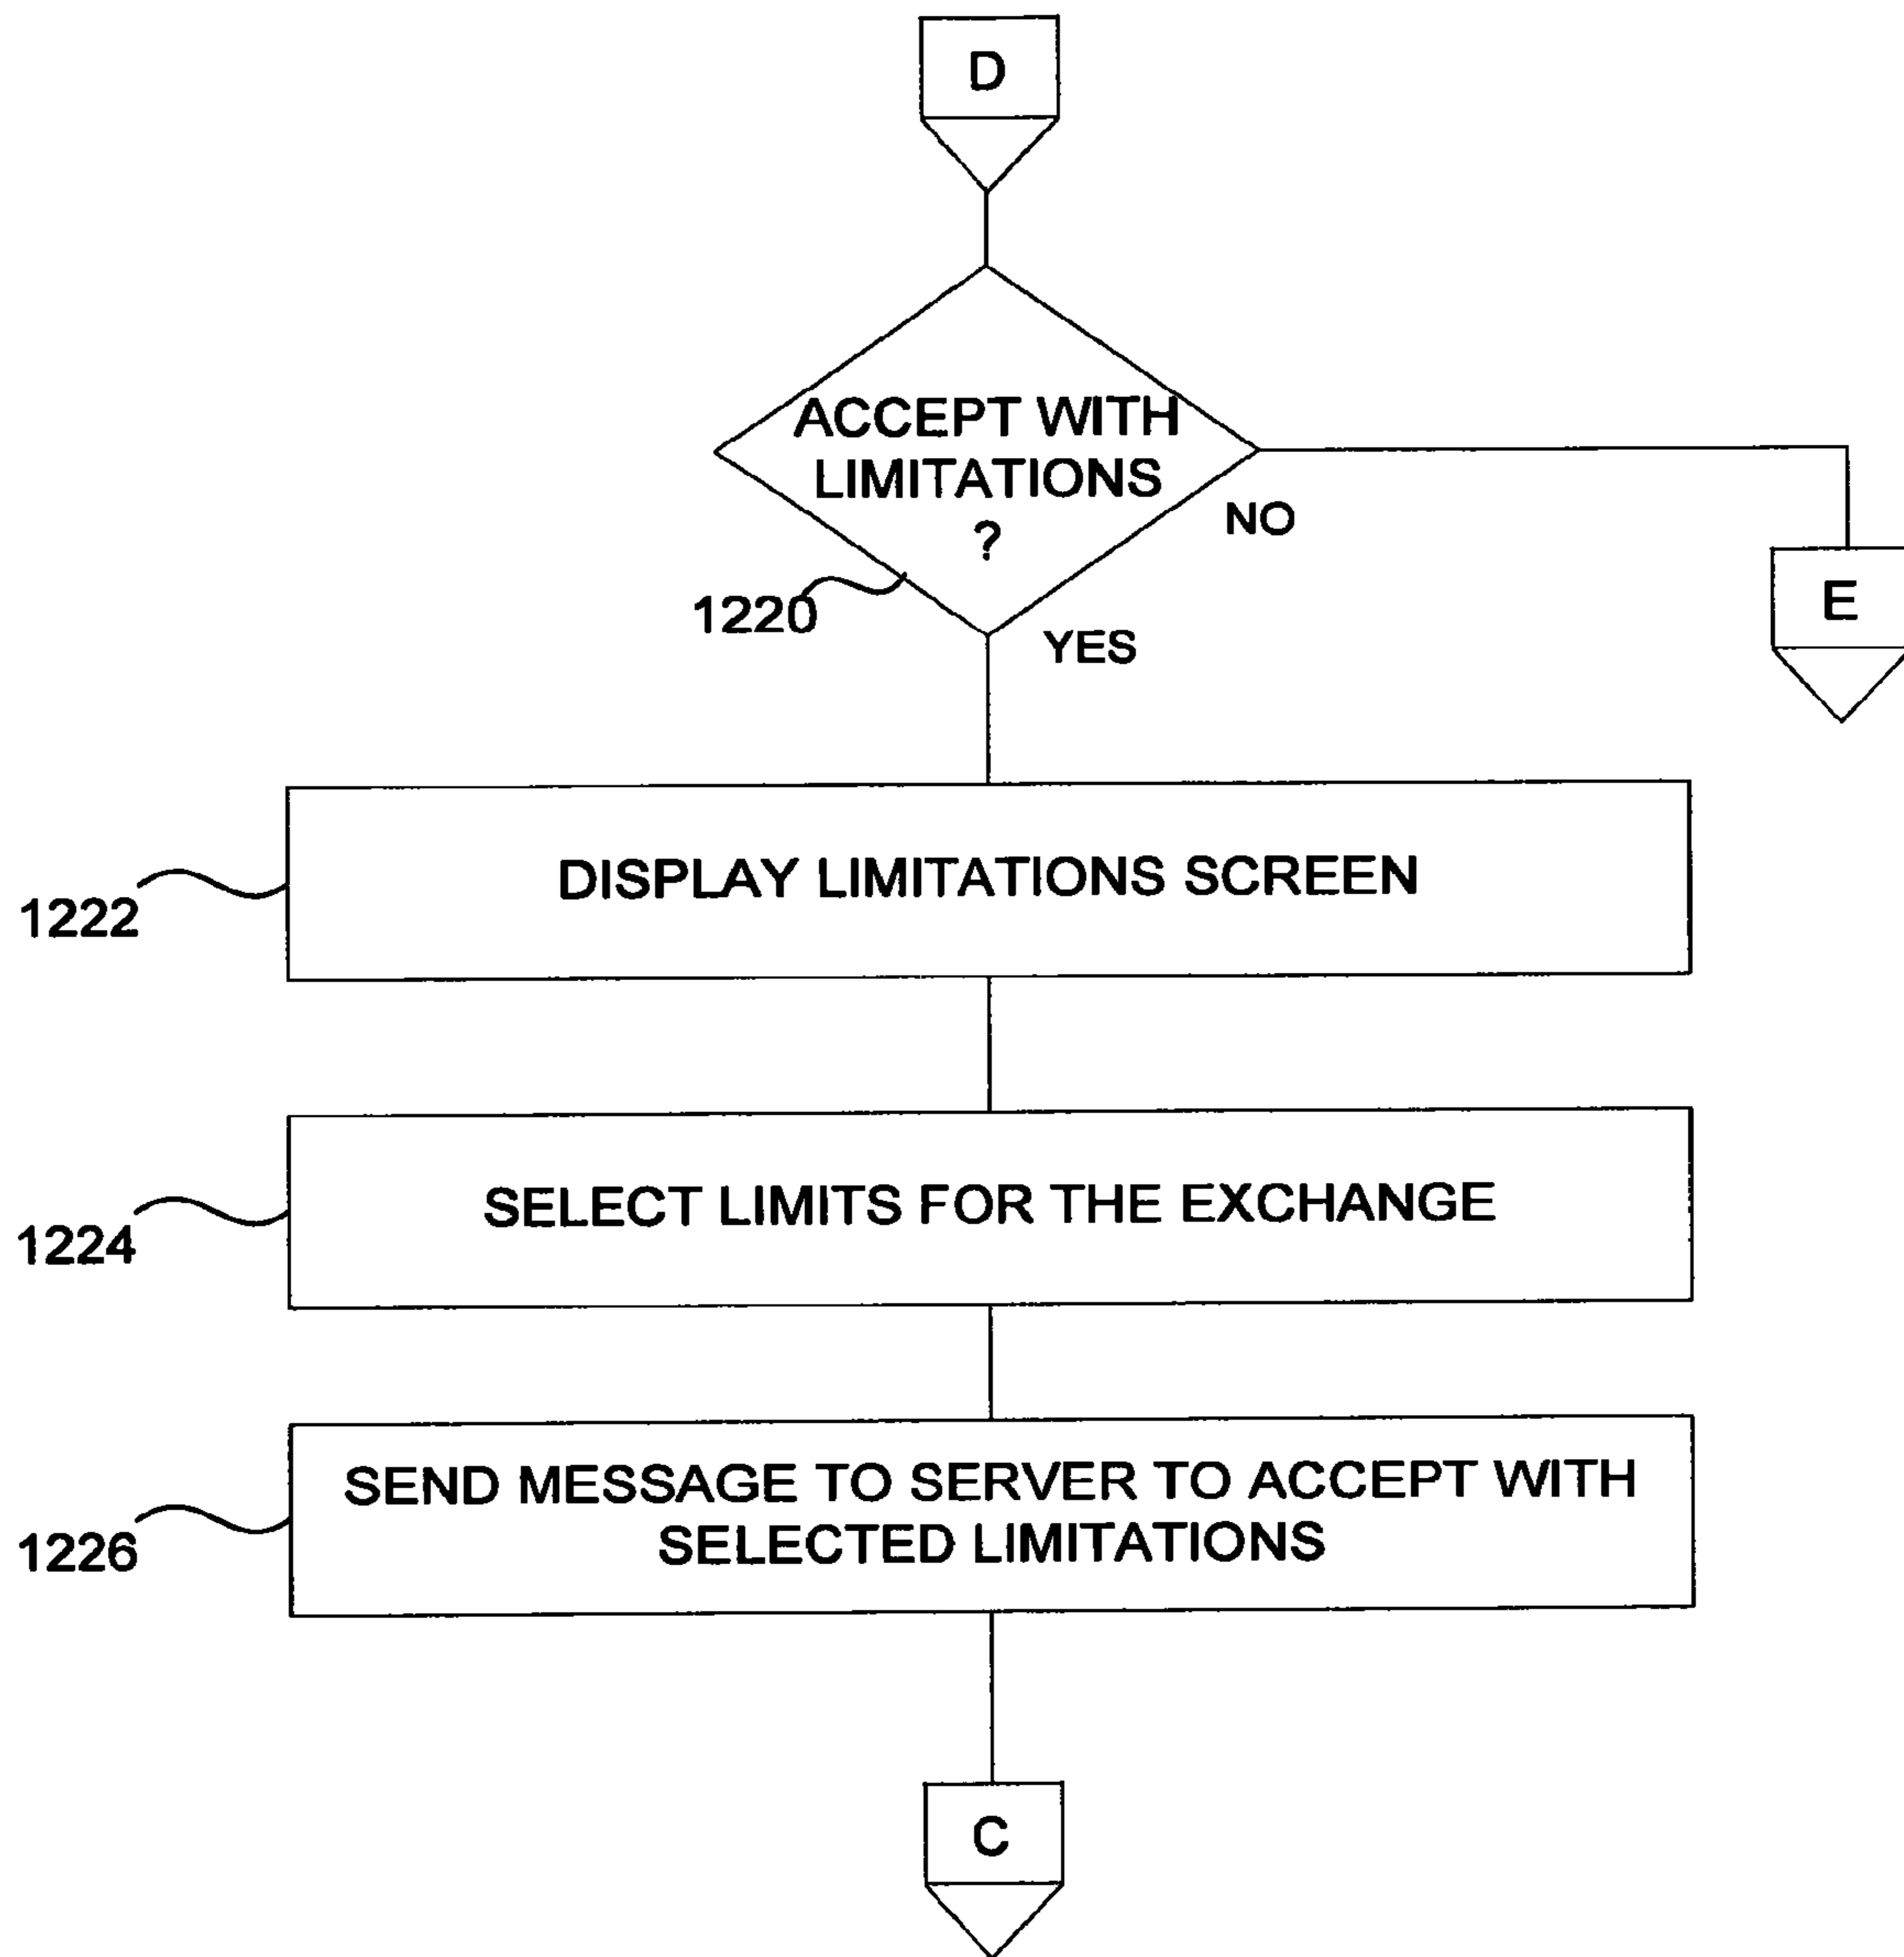 D
ACCEPT WITH
LIMITATIONS
?
NO
1220
YES
E
DISPLAY LIMITATIONS SCREEN
1222
SELECT LIMITS FOR THE EXCHANGE
1224
SEND MESSAGE TO SERVER TO ACCEPT WITH
SELECTED LIMITATIONS
1226
C